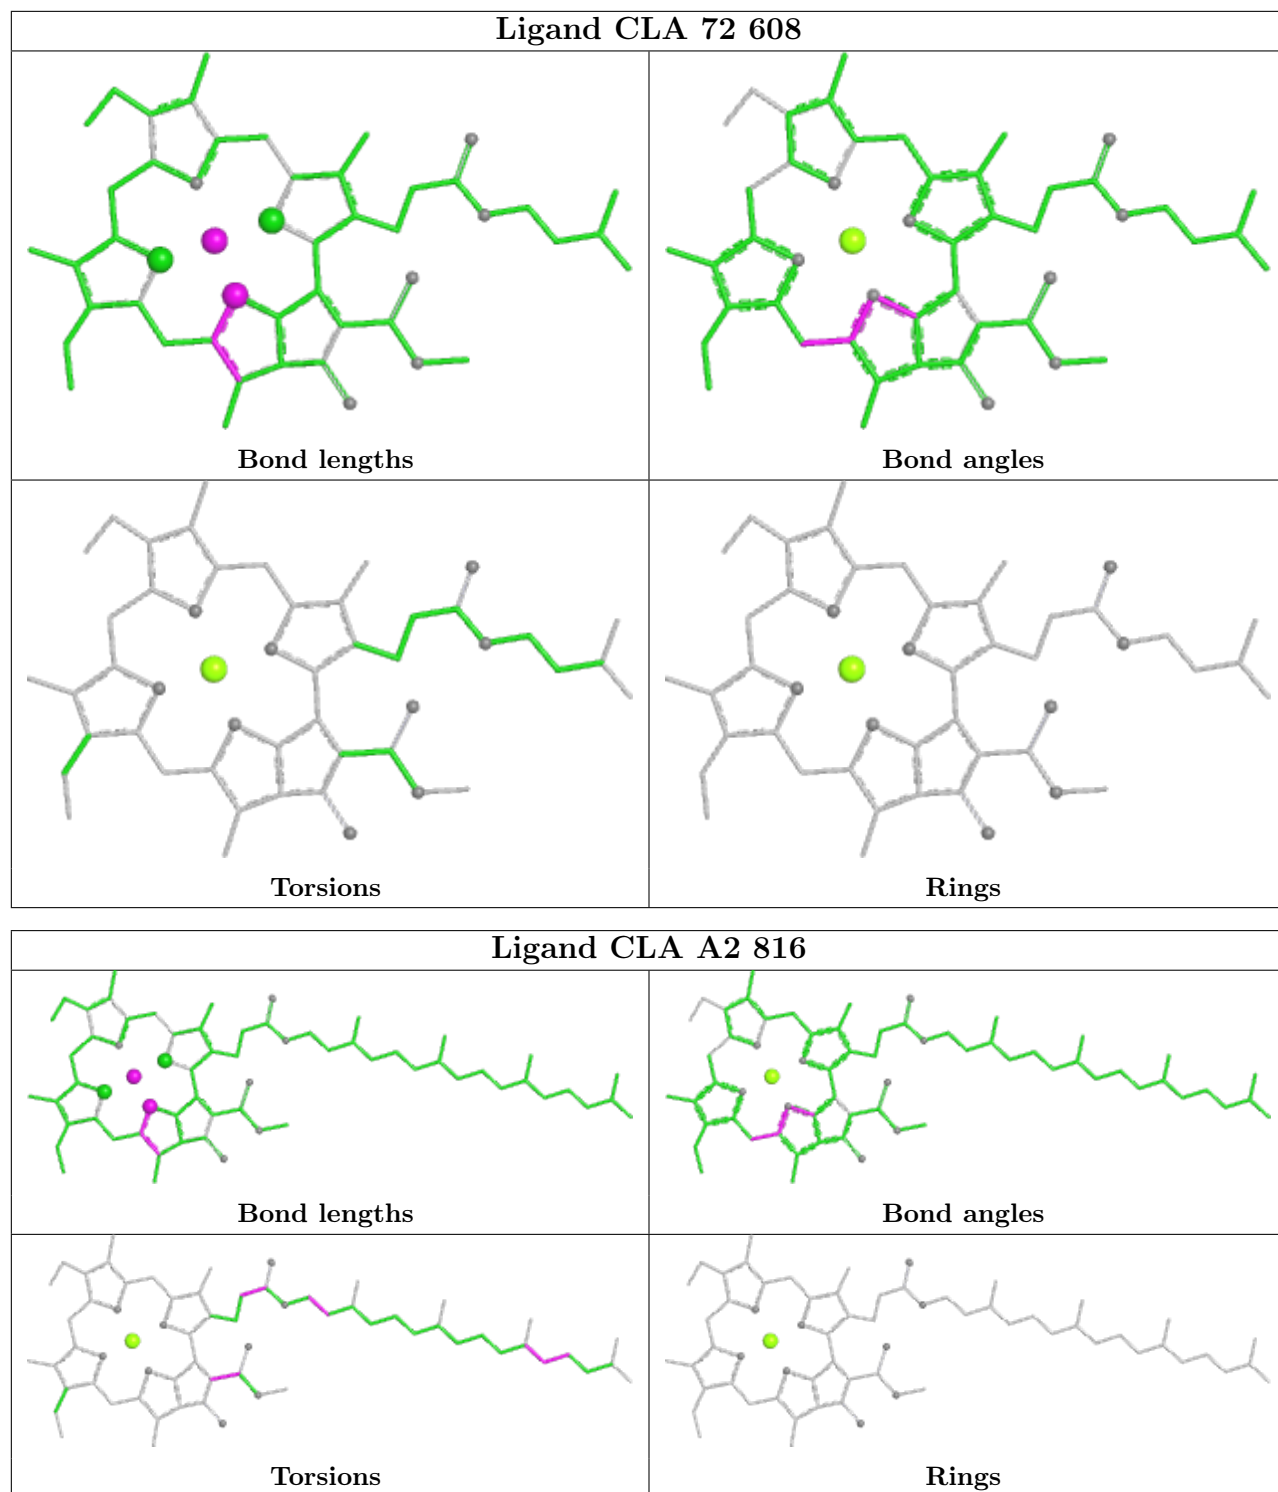 Ligand CLA 72 608
Bond lengths
Bond angles
Torsions
Rings
Ligand CLA A2 816
Bond lengths
Bond angles
Torsions
Rings